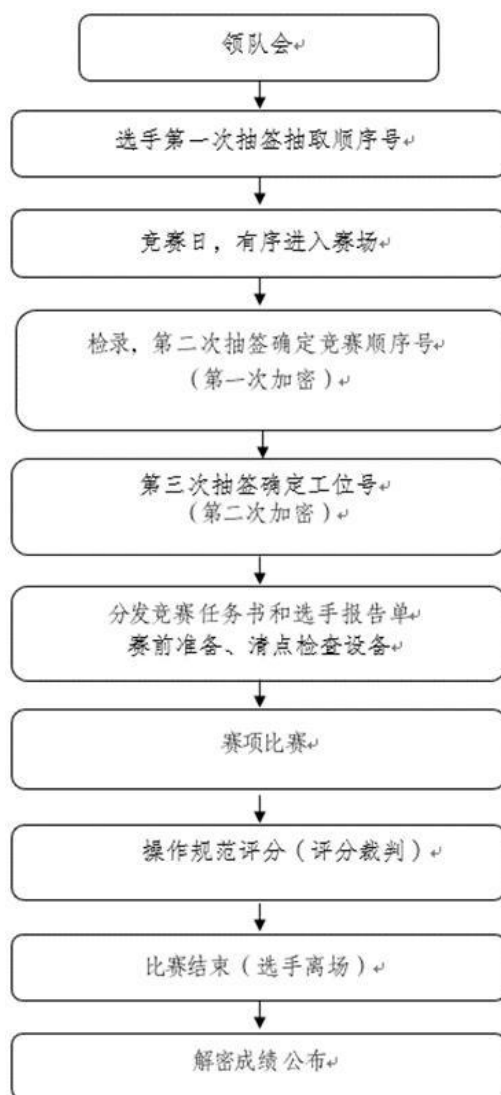 领队会↵
选手第一次抽签抽取顺序号↵
竞赛日，有序进入赛场↵
检录，第二次抽签确定竞赛顺序号↵
（第一次加密）↵
第三次抽签确定工位号↵
（第二次加密）↵
分发竞赛任务书和选手报告单↵
赛前准备、清点检查设备↵
赛项比赛↵
操作规范评分（评分裁判）↵
比赛结束（选手离场）↵
解密成绩公布↵